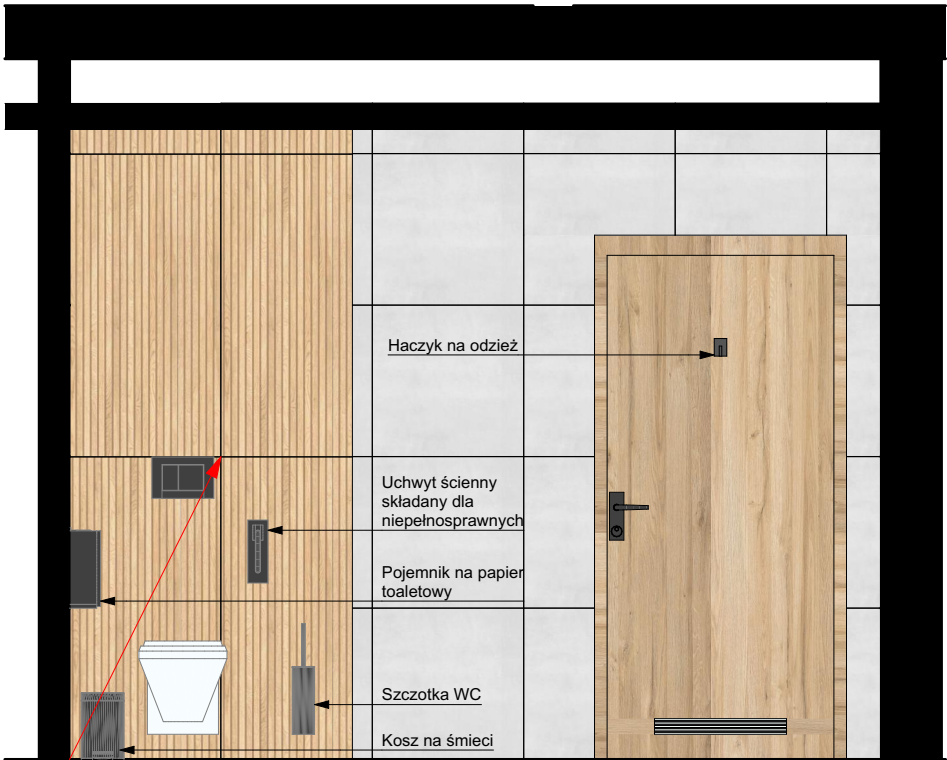 Haczyk na odzież
Uchwyt ścienny
składany dla
niepełnosprawnych
Pojemnik na papier
toaletowy
Szczotka WC
Kosz na śmieci